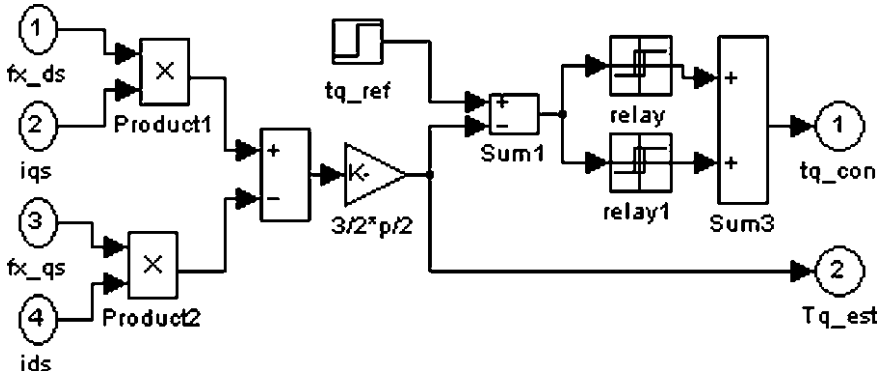 1
fx_ds
2
iqs
×
Product1
3
fx_qs
4
ids
×
Product2
+
−
K-
3/2*p/2
tq_ref
+
−
Sum1
relay
relay1
+
+
Sum3
1
tq_con
2
Tq_est